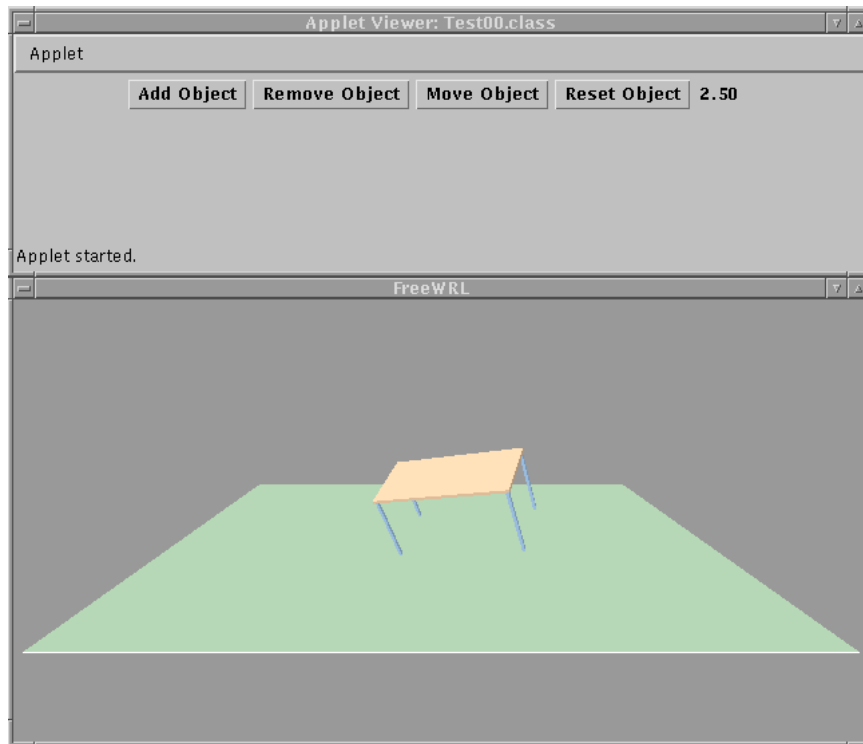 Applet Viewer: Test00.class
Applet
Add Object Remove Object Move Object Reset Object 2.50
Applet started.
FreeWRL